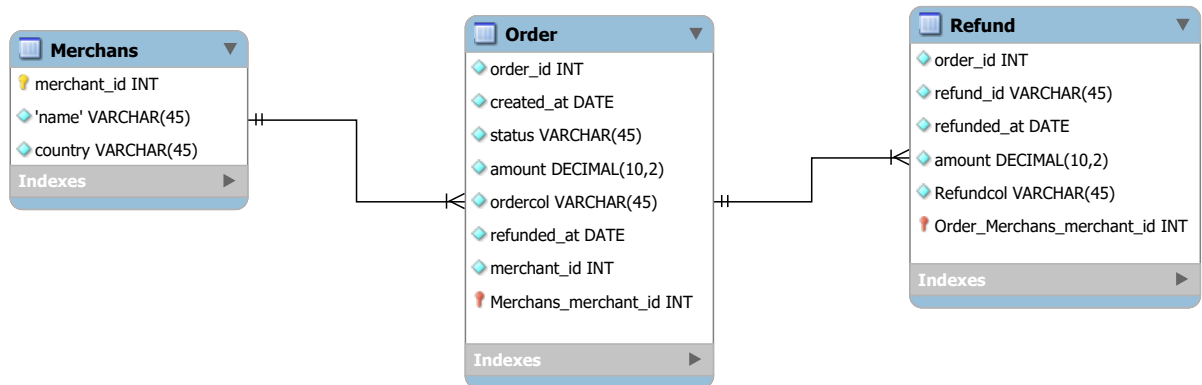 Merchans
merchant_id INT
'name' VARCHAR(45)
country VARCHAR(45)
Indexes
Order
order_id INT
created_at DATE
status VARCHAR(45)
amount DECIMAL(10,2)
ordercol VARCHAR(45)
refunded_at DATE
merchant_id INT
Merchans_merchant_id INT
Indexes
Refund
order_id INT
refund_id VARCHAR(45)
refunded_at DATE
amount DECIMAL(10,2)
Refundcol VARCHAR(45)
Order_Merchans_merchant_id INT
Indexes